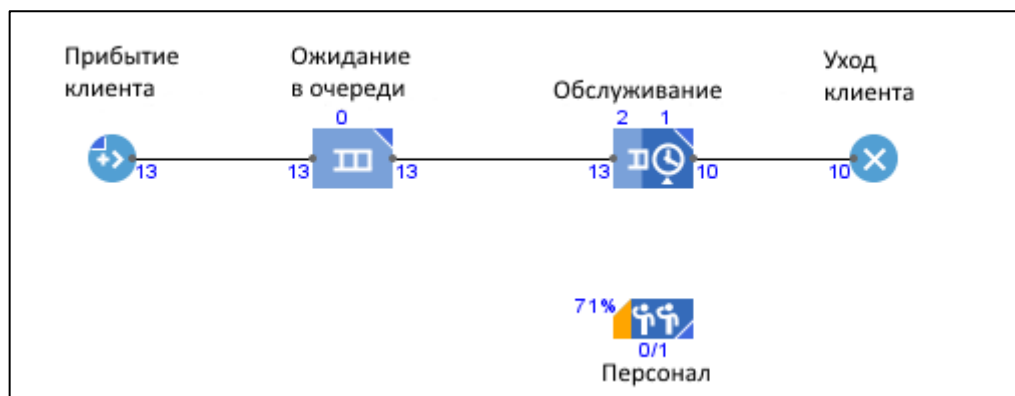 Прибытие
клиента
Ожидание
в очереди
Обслуживание
Уход
клиента
0
2 1
13 13 13 13 10 10
71%
0/1
Персонал